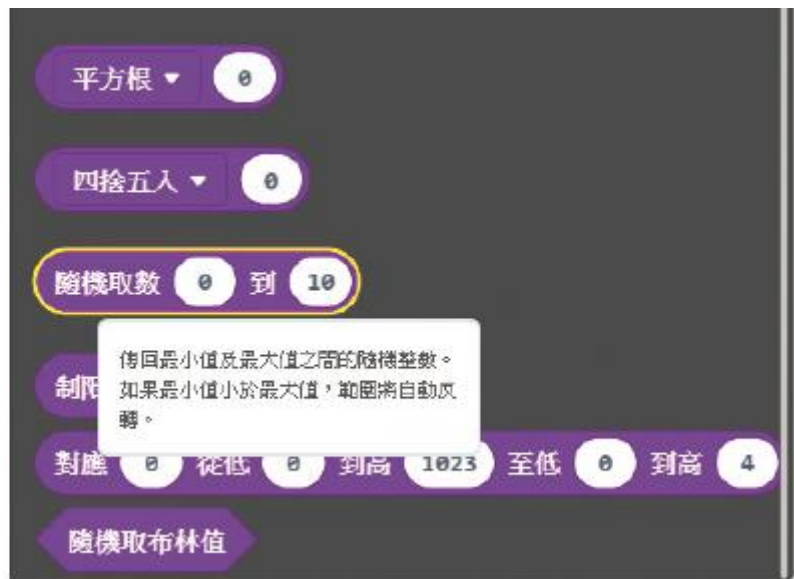 平方根 0
四捨五入 0
隨機取數 0 到 10
傳回最小值及最大值之間的隨機整數。
如果最小值小於最大值,範圍將自動反
轉。
制
對應 0 從低 0 到高 1023 至低 0 到高 4
隨機取布林值